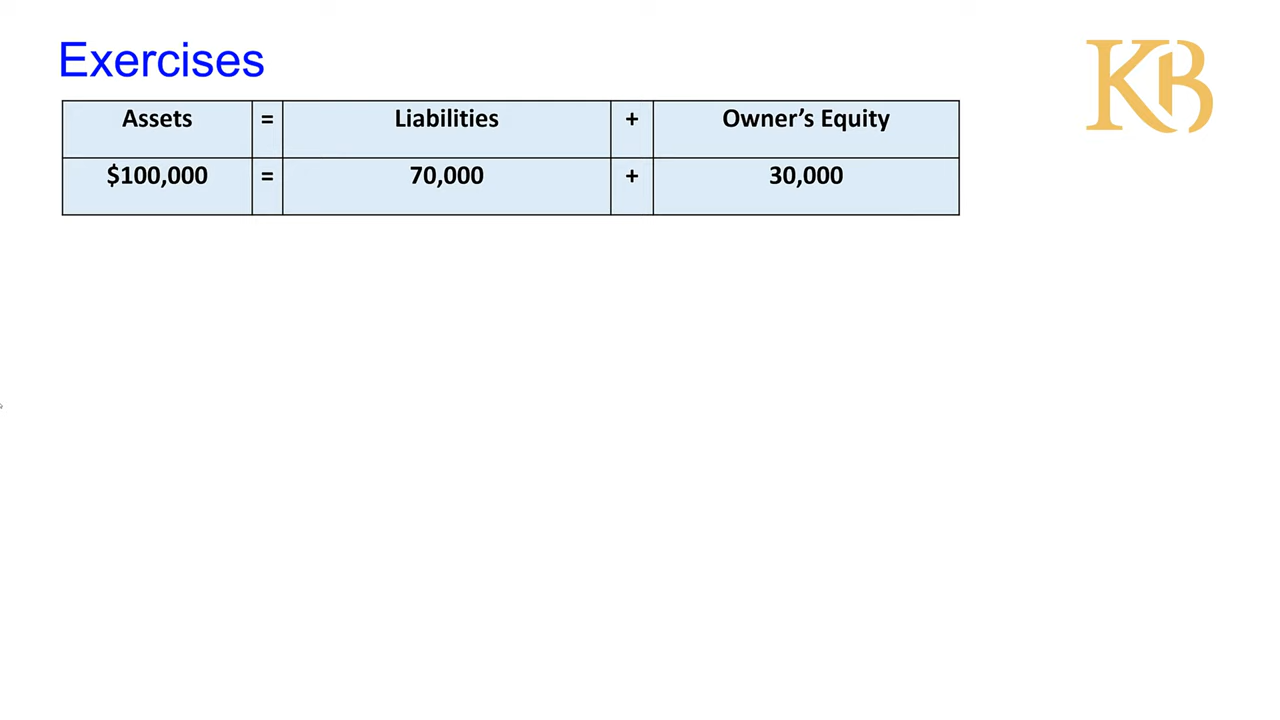 Exercises
KB
Assets = Liabilities + Owner’s Equity
$100,000 = 70,000 + 30,000